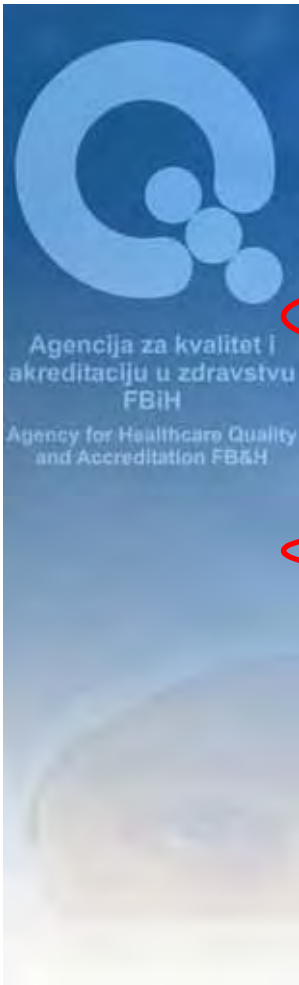 Agencija za kvalitet i
akreditaciju u zdravstvu
FBiH
Agency for Healthcare Quality
and Accreditation FB&H